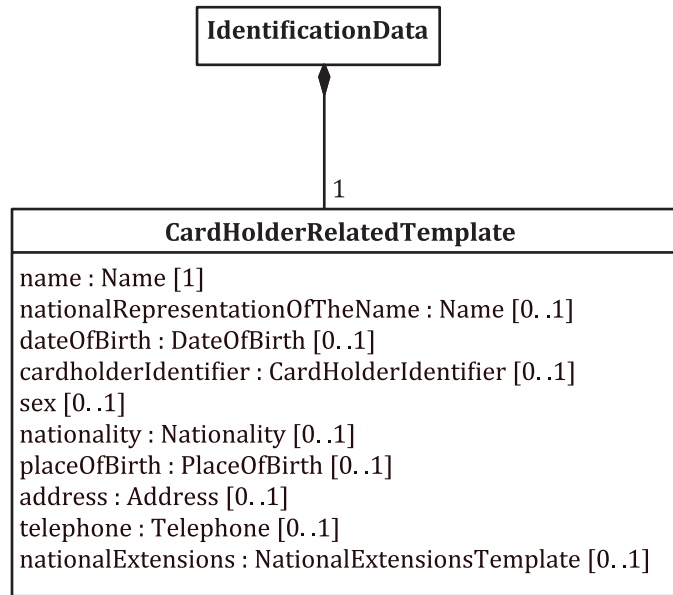 IdentificationData
1
CardHolderRelatedTemplate
name : Name [1]
nationalRepresentationOfTheName : Name [0. .1]
dateOfBirth : DateOfBirth [0. .1]
cardholderIdentifier : CardHolderIdentifier [0. .1]
sex [0. .1]
nationality : Nationality [0. .1]
placeOfBirth : PlaceOfBirth [0. .1]
address : Address [0. .1]
telephone : Telephone [0. .1]
nationalExtensions : NationalExtensionsTemplate [0. .1]